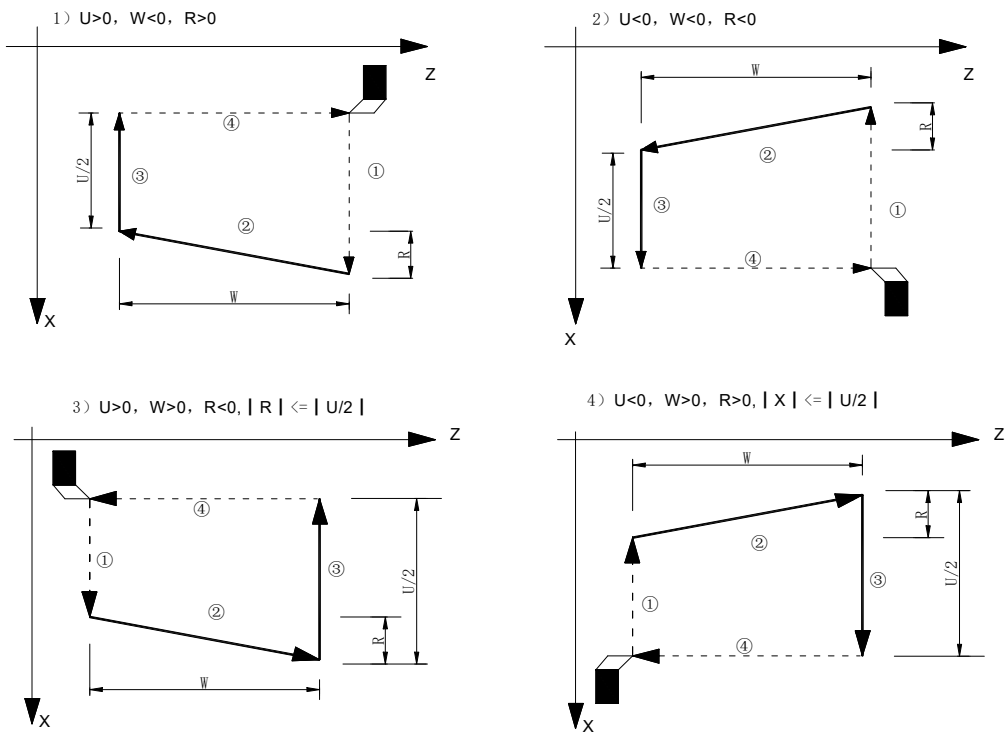 1）U>0，W<0，R>0
Z
X
U/2
W
R
①
②
③
④
2）U<0，W<0，R<0
Z
X
W
R
U/2
①
②
③
④
3）U>0，W>0，R<0,┃R┃<=┃U/2┃
Z
X
④
①
③
②
U/2
R
W
4）U<0，W>0，R>0,┃X┃<=┃U/2┃
Z
X
W
R
U/2
②
③
①
④